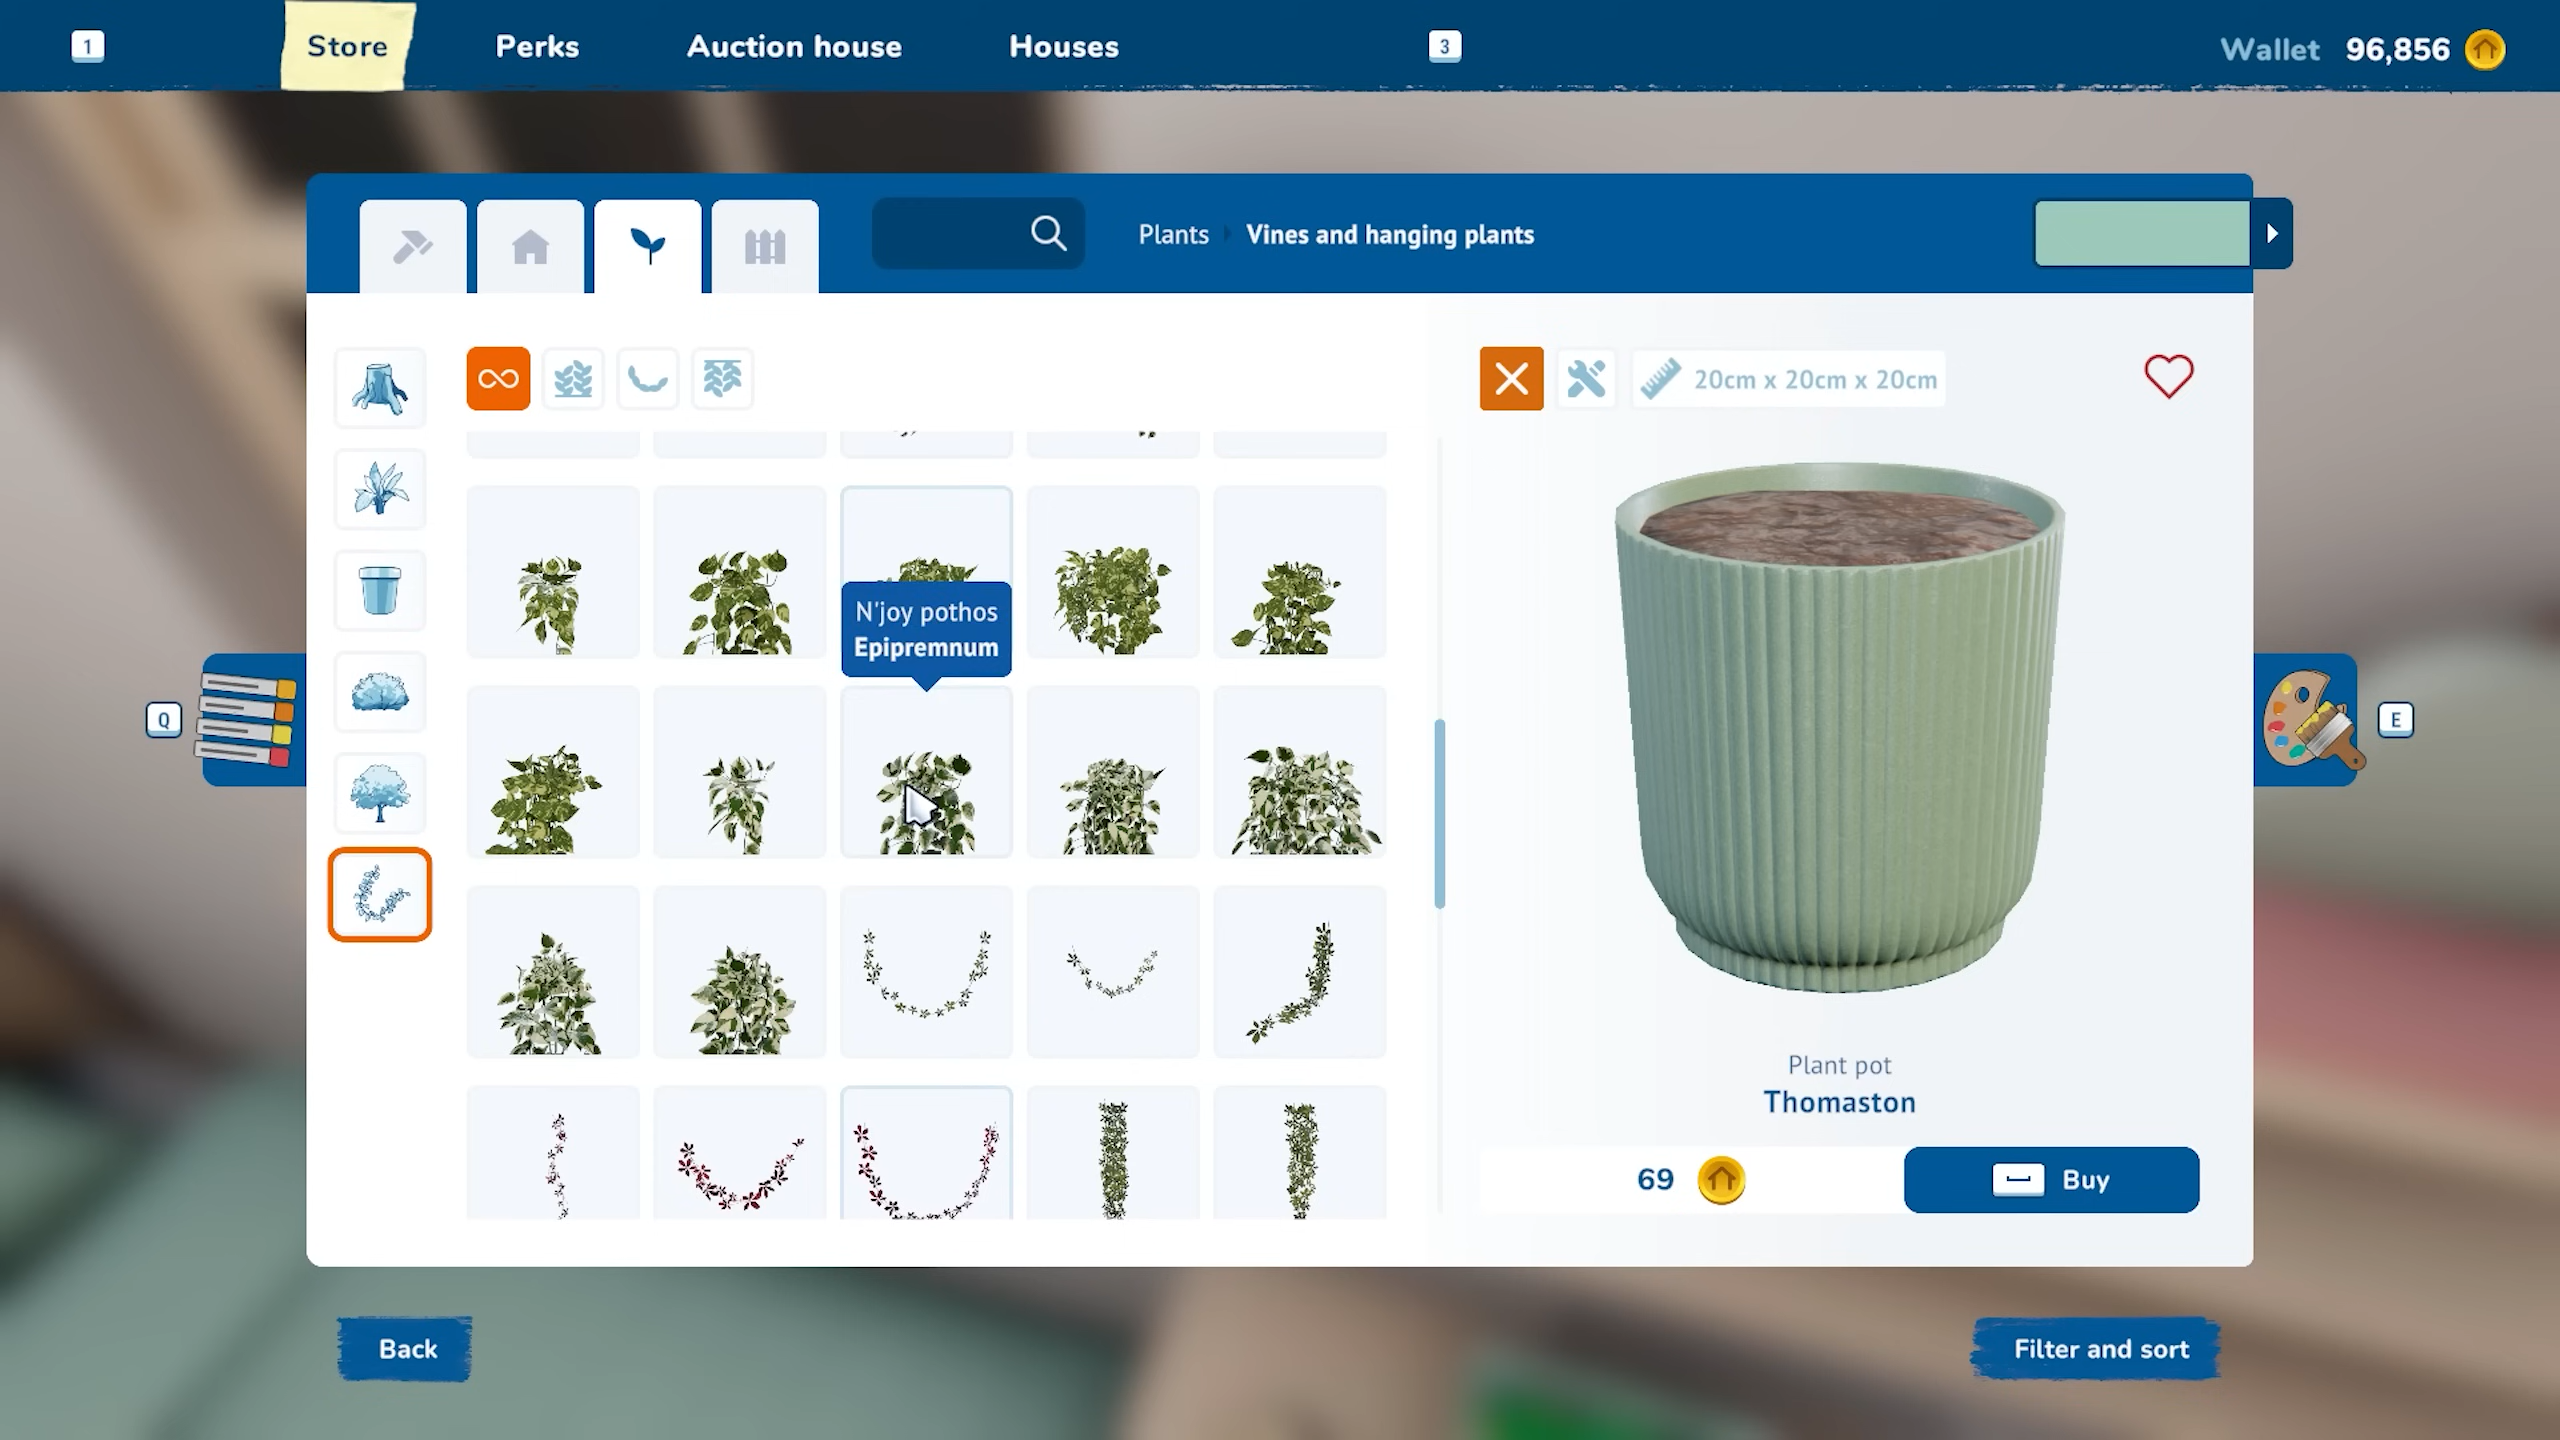 1
Store
Perks
Auction house
Houses
3
Wallet 96,856
Plants
Vines and hanging plants
20cm x 20cm x 20cm
N'joy pothos
Epipremnum
Q
E
Plant pot
Thomaston
69
Buy
Back
Filter and sort